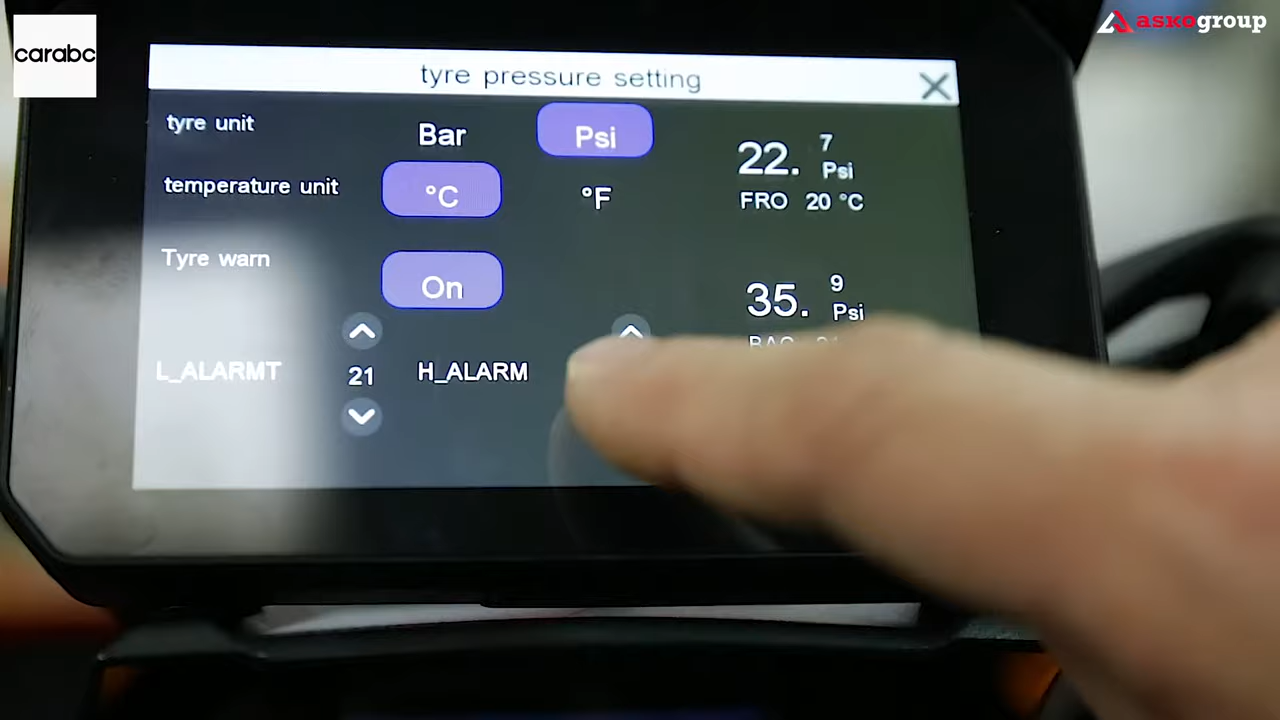 carabc
askogroup
tyre pressure setting
tyre unit
Bar
Psi
temperature unit
°C
°F
Tyre warn
On
L_ALARMT
21
H_ALARM
22. 7
Psi
FRO 20 °C
35. 9
Psi